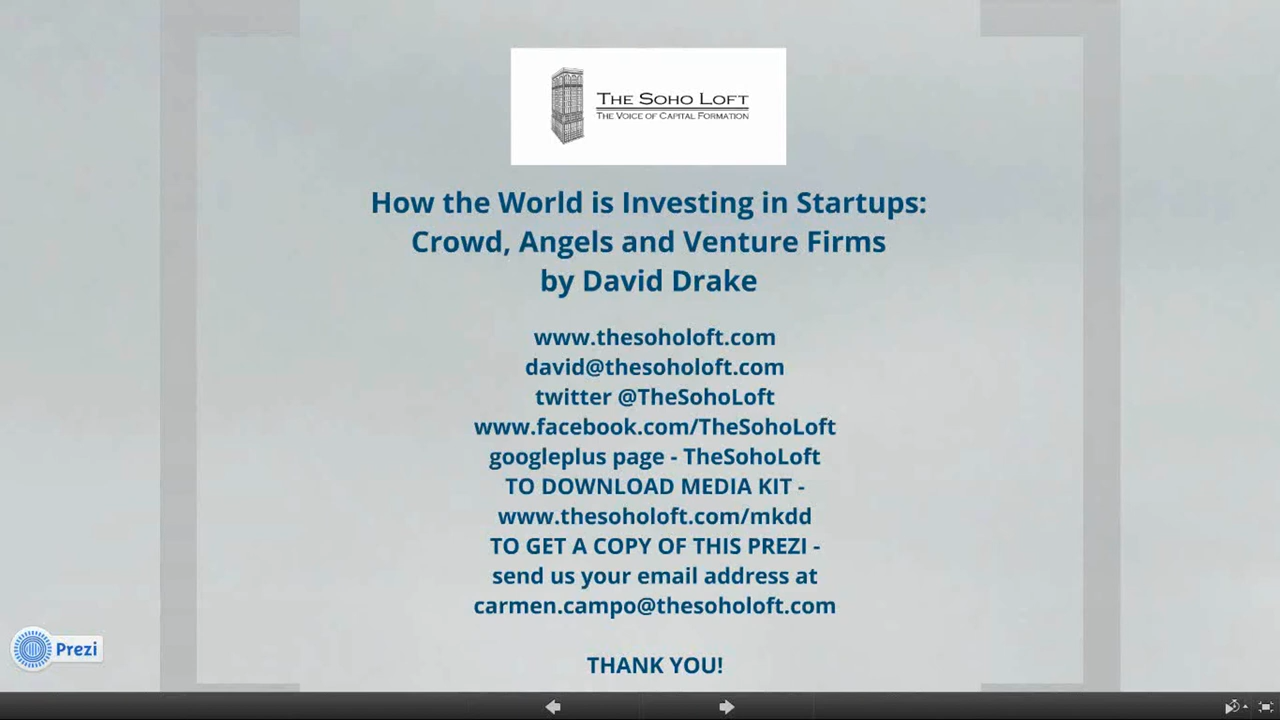 THE SOHO LOFT
THE VOICE OF CAPITAL FORMATION
How the World is Investing in Startups:
Crowd, Angels and Venture Firms
by David Drake
www.thesoholoft.com
david@thesoholoft.com
twitter @TheSohoLoft
www.facebook.com/TheSohoLoft
googleplus page - TheSohoLoft
TO DOWNLOAD MEDIA KIT -
www.thesoholoft.com/mkdd
TO GET A COPY OF THIS PREZI -
send us your email address at
carmen.campo@thesoholoft.com
THANK YOU!
Prezi